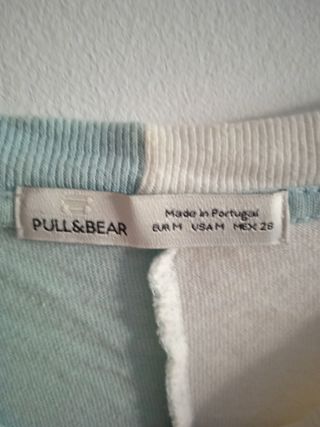 PULL&BEAR
Made in Portugal
EUR M USA M MEX 28